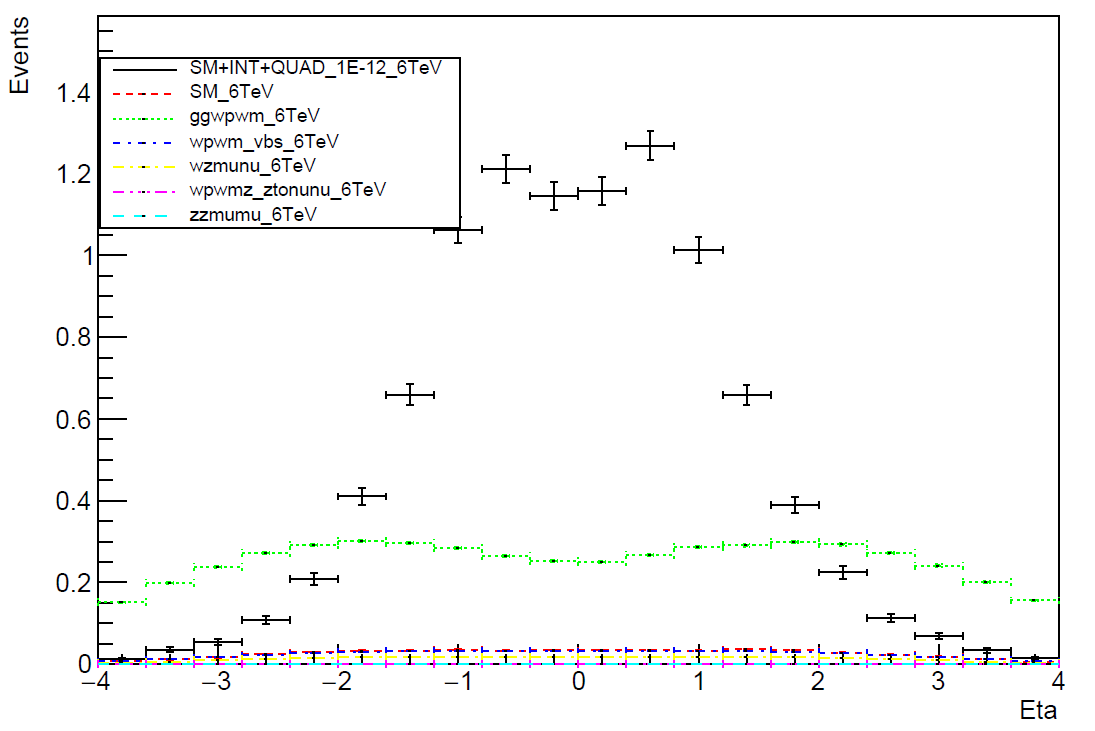 Events
SM+INT+QUAD_1E-12_6TeV
SM_6TeV
ggwpwm_6TeV
wpwm_vbs_6TeV
wzmunu_6TeV
wpwmz_ztonunu_6TeV
zzmumu_6TeV
1.4
1.2
1
0.8
0.6
0.4
0.2
0
−4 −3 −2 −1 0 1 2 3 4
Eta